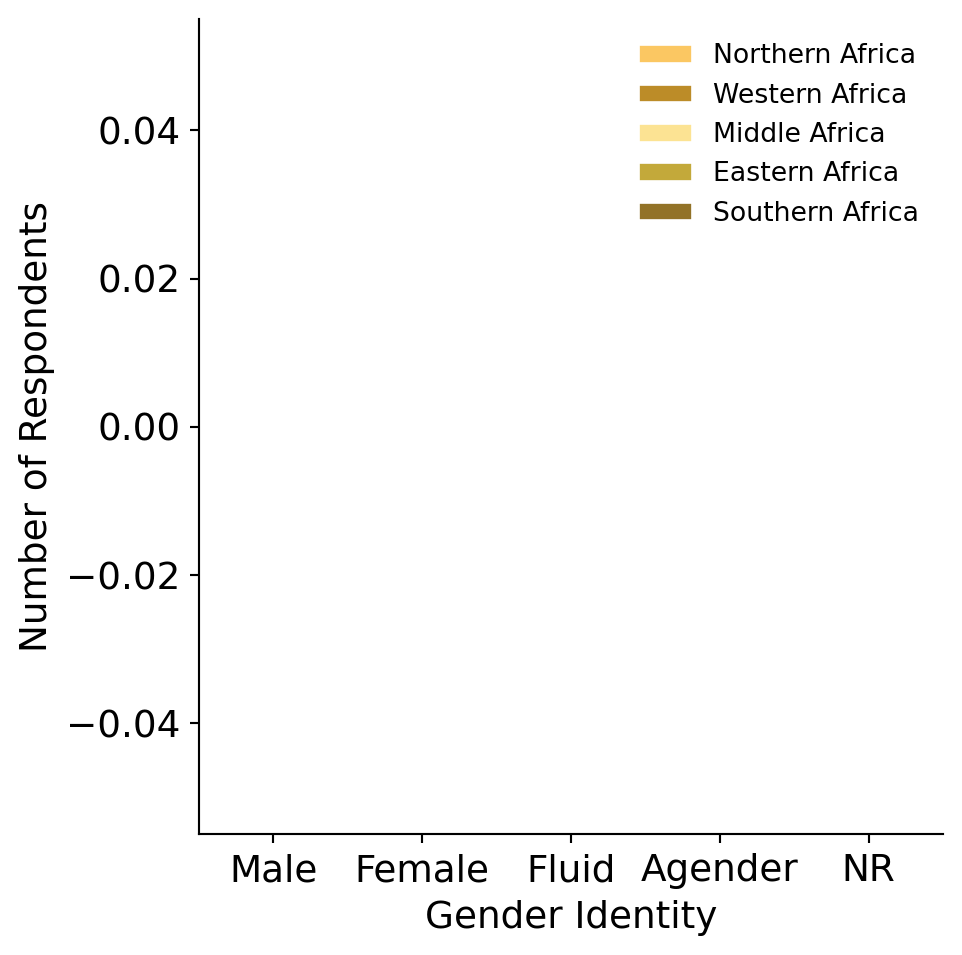 Northern Africa
Western Africa
Middle Africa
Eastern Africa
Southern Africa
Number of Respondents
0.04
0.02
0.00
−0.02
−0.04
Male Female Fluid Agender NR
Gender Identity